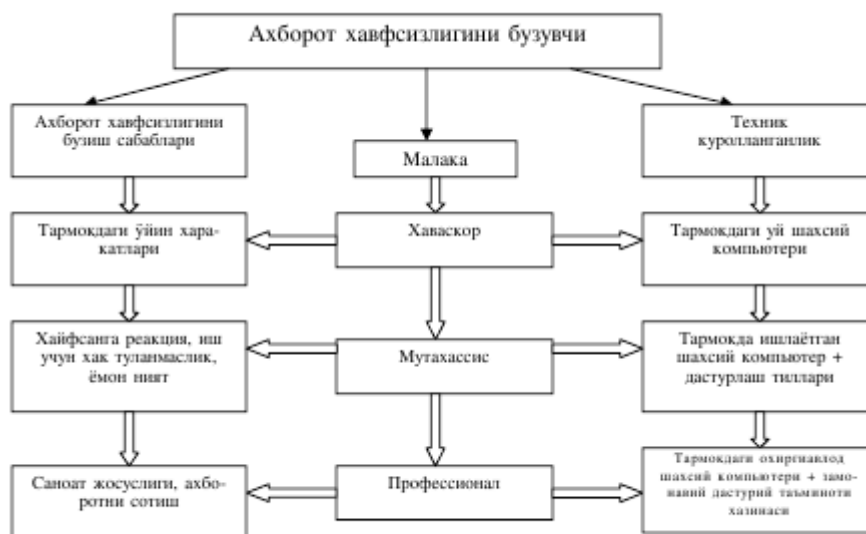 Ахборот хавфсизлигини бузувчи
Ахборот хавфсизлигини
бузиш сабаблари
Малака
Техник
куролланганлик
Тармокдаги ўйин хара-
катлари
Хаваскор
Тармокдаги уй шахсий
компьютери
Хайфсанга реакция, иш
учун хак туланмаслик,
ёмон ният
Мутахассис
Тармокда ишлаётган
шахсий компьютер +
дастурлаш тиллари
Саноат жосуслиги, ахбо-
ротни сотиш
Профессионал
Тармокдаги охиргиавлод
шахсий компьютери + замо-
навий дастурий таъминоти
хазинаси